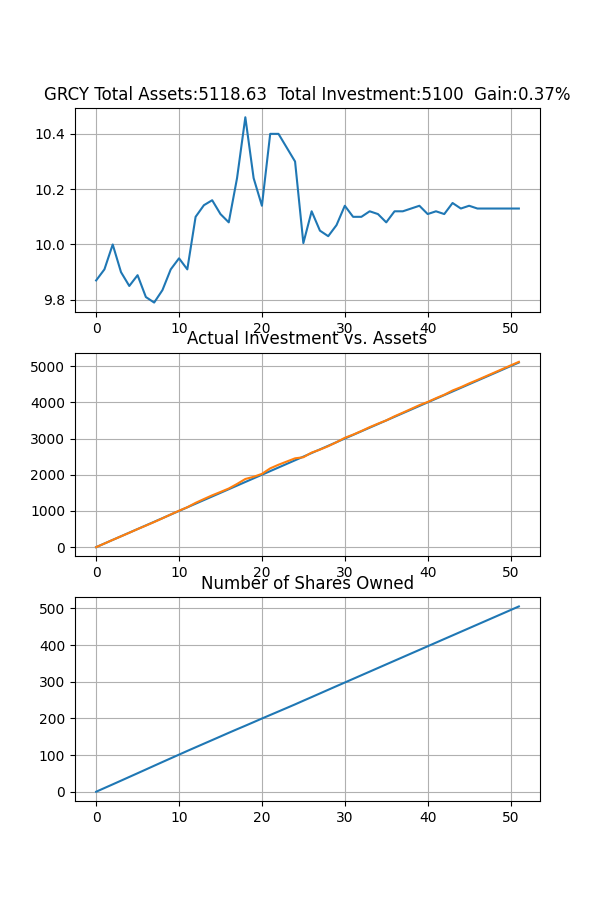 GRCY Total Assets:5118.63  Total Investment:5100  Gain:0.37%
10.4
10.2
10.0
9.8
0 10 20 30 40 50
Actual Investment vs. Assets
5000
4000
3000
2000
1000
0
0 10 20 30 40 50
Number of Shares Owned
500
400
300
200
100
0
0 10 20 30 40 50